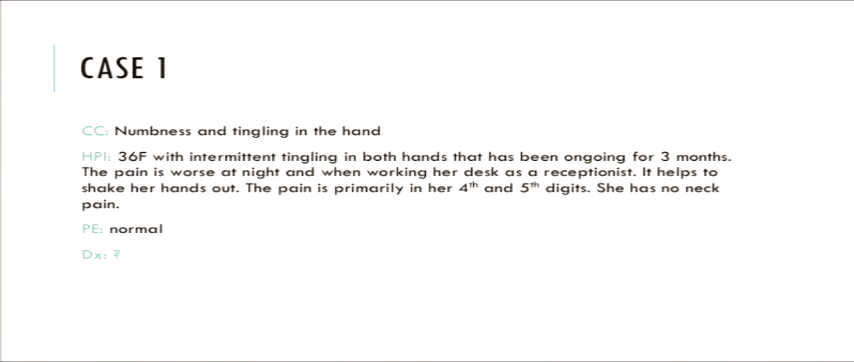 CASE 1
CC: Numbness and tingling in the hand
HPI: 36F with intermittent tingling in both hands that has been ongoing for 3 months.
The pain is worse at night and when working her desk as a receptionist. It helps to
shake her hands out. The pain is primarily in her 4th and 5th digits. She has no neck
pain.
PE: normal
Dx: ?